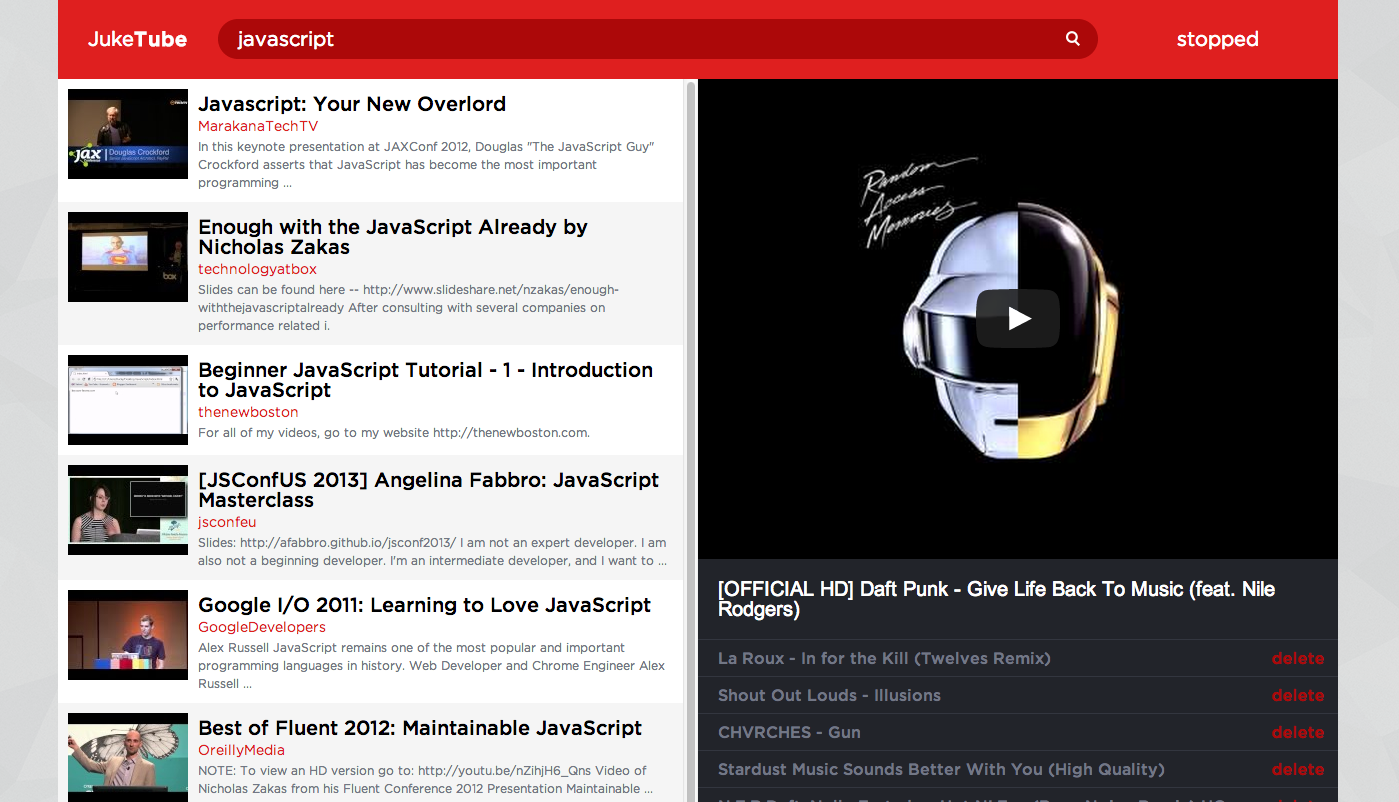 JukeTube
javascript
stopped
Javascript: Your New Overlord
MarakanaTechTV
In this keynote presentation at JAXConf 2012, Douglas "The JavaScript Guy"
Crockford asserts that JavaScript has become the most important
programming ...
jax
Douglas Crockford
Enough with the JavaScript Already by
Nicholas Zakas
technologyatbox
Slides can be found here -- http://www.slideshare.net/nzakas/enough-
withthejavascriptalready After consulting with several companies on
performance related i.
box
Beginner JavaScript Tutorial - 1 - Introduction
to JavaScript
thenewboston
For all of my videos, go to my website http://thenewboston.com.
[JSConfUS 2013] Angelina Fabbro: JavaScript
Masterclass
jsconfeu
Slides: http://afabbro.github.io/jsconf2013/ I am not an expert developer. I am
also not a beginning developer. I'm an intermediate developer, and I want to ...
Google I/O 2011: Learning to Love JavaScript
GoogleDevelopers
Alex Russell JavaScript remains one of the most popular and important
programming languages in history. Web Developer and Chrome Engineer Alex
Russell ...
Best of Fluent 2012: Maintainable JavaScript
OreillyMedia
NOTE: To view an HD version go to: http://youtu.be/nZihjH6_Qns Video of
Nicholas Zakas from his Fluent Conference 2012 Presentation Maintainable ...
Random
Access
Memories
[OFFICIAL HD] Daft Punk - Give Life Back To Music (feat. Nile
Rodgers)
La Roux - In for the Kill (Twelves Remix) delete
Shout Out Louds - Illusions delete
CHVRCHES - Gun delete
Stardust Music Sounds Better With You (High Quality) delete